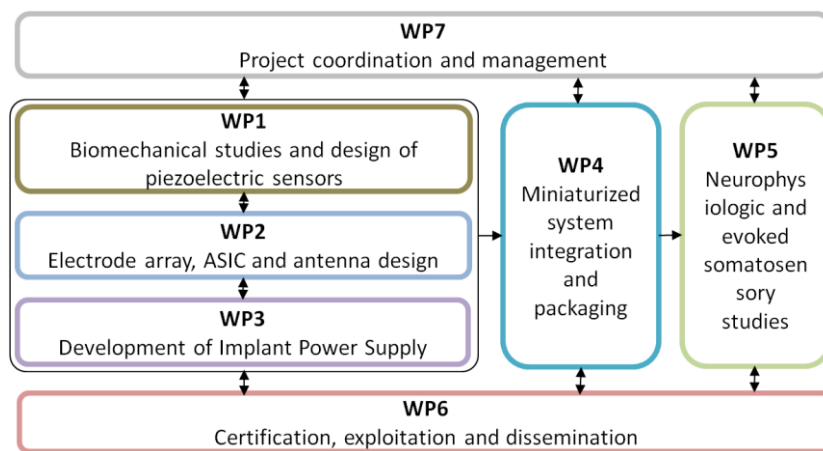 WP7
Project coordination and management
WP1
Biomechanical studies and design of
piezoelectric sensors
WP2
Electrode array, ASIC and antenna design
WP3
Development of Implant Power Supply
WP4
Miniaturized
system
integration
and
packaging
WP5
Neurophys
iologic and
evoked
somatosen
sory
studies
WP6
Certification, exploitation and dissemination